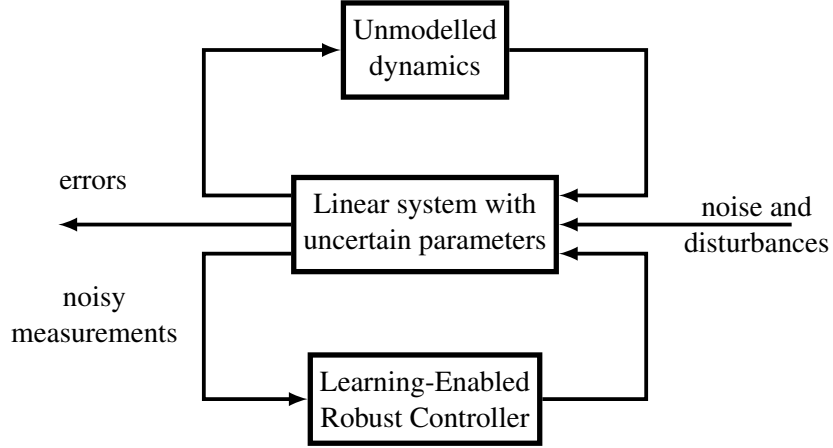 Unmodelled
dynamics
errors
Linear system with
uncertain parameters
noise and
disturbances
noisy
measurements
Learning-Enabled
Robust Controller